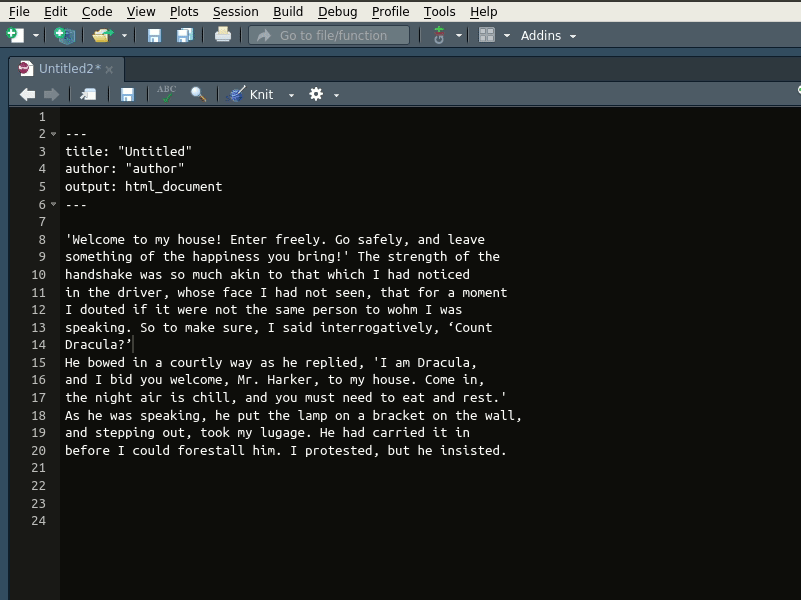 File Edit Code View Plots Session Build Debug Profile Tools Help
Go to file/function Addins
Untitled2*
ABC Knit
1
2 ---
3 title: "Untitled"
4 author: "author"
5 output: html_document
6 ---
7
8 'Welcome to my house! Enter freely. Go safely, and leave
9 something of the happiness you bring!' The strength of the
10 handshake was so much akin to that which I had noticed
11 in the driver, whose face I had not seen, that for a moment
12 I douted if it were not the same person to wohm I was
13 speaking. So to make sure, I said interrogatively, ‘Count
14 Dracula?’
15 He bowed in a courtly way as he replied, 'I am Dracula,
16 and I bid you welcome, Mr. Harker, to my house. Come in,
17 the night air is chill, and you must need to eat and rest.'
18 As he was speaking, he put the lamp on a bracket on the wall,
19 and stepping out, took my lugage. He had carried it in
20 before I could forestall him. I protested, but he insisted.
21
22
23
24